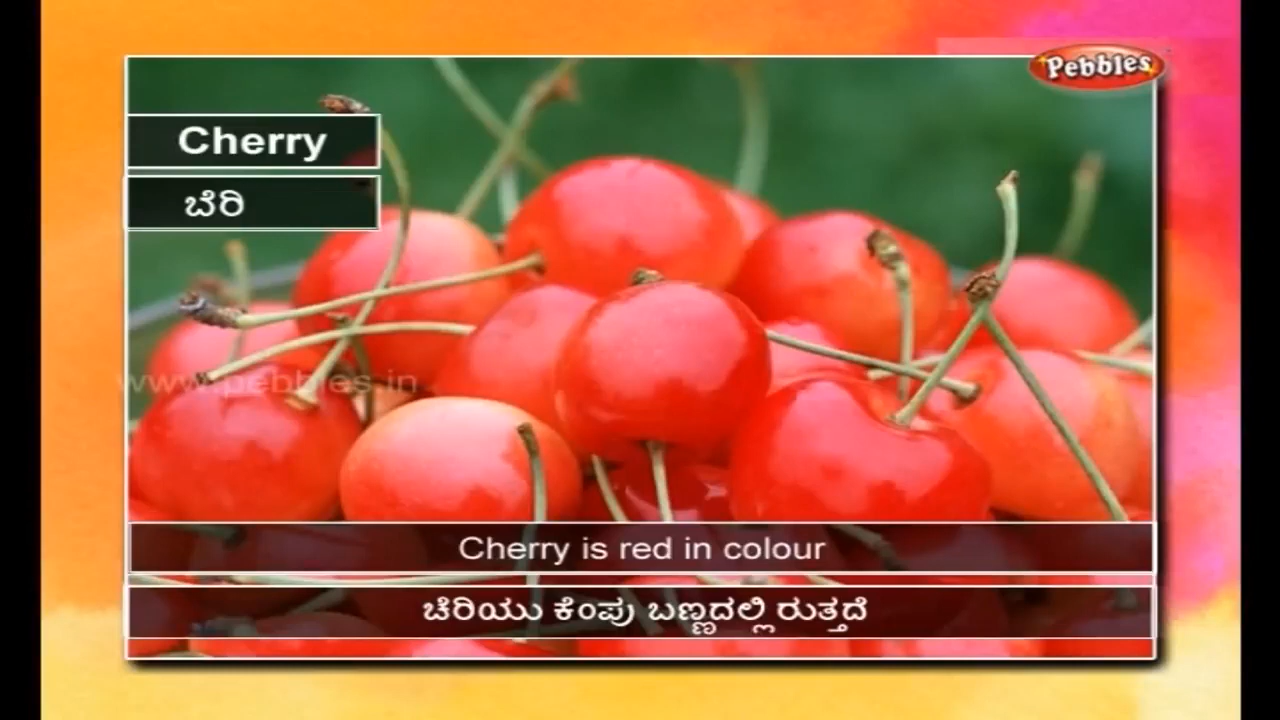 Pebbles
Cherry
ಚೆರಿ
www.pebbles.in
Cherry is red in colour
ಚೆರಿಯು ಕೆಂಪು ಬಣ್ಣದಲ್ಲಿ ರುತ್ತದೆ